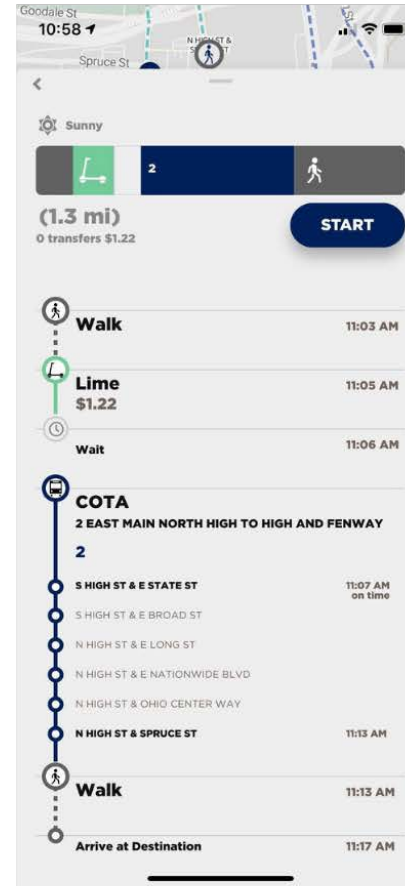 Goodale St
10:58
N HIGH ST &
Spruce St
Sunny
2
(1.3 mi)
0 transfers $1.22
START
Walk
11:03 AM
Lime
11:05 AM
$1.22
Wait
11:06 AM
COTA
2 EAST MAIN NORTH HIGH TO HIGH AND FENWAY
2
S HIGH ST & E STATE ST
11:07 AM
on time
S HIGH ST & E BROAD ST
N HIGH ST & E LONG ST
N HIGH ST & E NATIONWIDE BLVD
N HIGH ST & OHIO CENTER WAY
N HIGH ST & SPRUCE ST
11:13 AM
Walk
11:13 AM
Arrive at Destination
11:17 AM